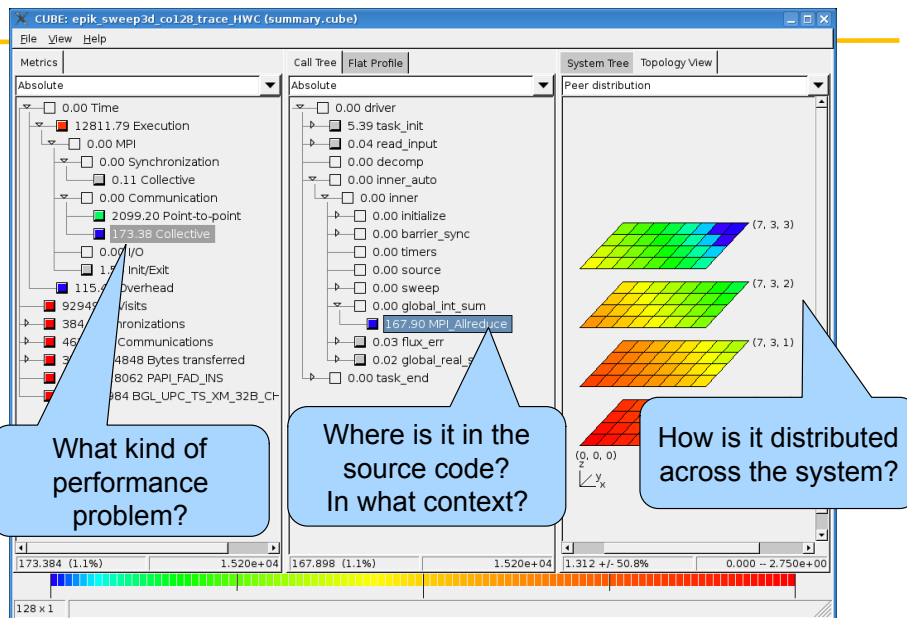 CUBE: epik_sweep3d_co128_trace_HWC (summary.cube)
File View Help
Metrics
Absolute
0.00 Time
12811.79 Execution
0.00 MPI
0.00 Synchronization
0.11 Collective
0.00 Communication
2099.20 Point-to-point
173.38 Collective
0.00 I/O
Init/Exit
Overhead
Visits
Bytes transferred
BGL_UPC_TS_XM_32B_CH
What kind of
performance
problem?
173.384 (1.1%) 1.520e+04
Call Tree Flat Profile
Absolute
0.00 driver
5.39 task_init
0.04 read_input
0.00 decomp
0.00 inner_auto
0.00 inner
0.00 initialize
0.00 barrier_sync
0.00 timers
0.00 source
0.00 sweep
0.00 global_int_sum
167.90 MPI_Allreduce
0.03 flux_err
0.02 global_real_s
0.00 task_end
Where is it in the
source code?
In what context?
167.898 (1.1%) 1.520e+04
System Tree Topology View
Peer distribution
(7, 3, 3)
(7, 3, 2)
(7, 3, 1)
(0, 0, 0)
z
y
x
How is it distributed
across the system?
1.312 +/- 50.8% 0.000 -- 2.750e+00
128 x 1